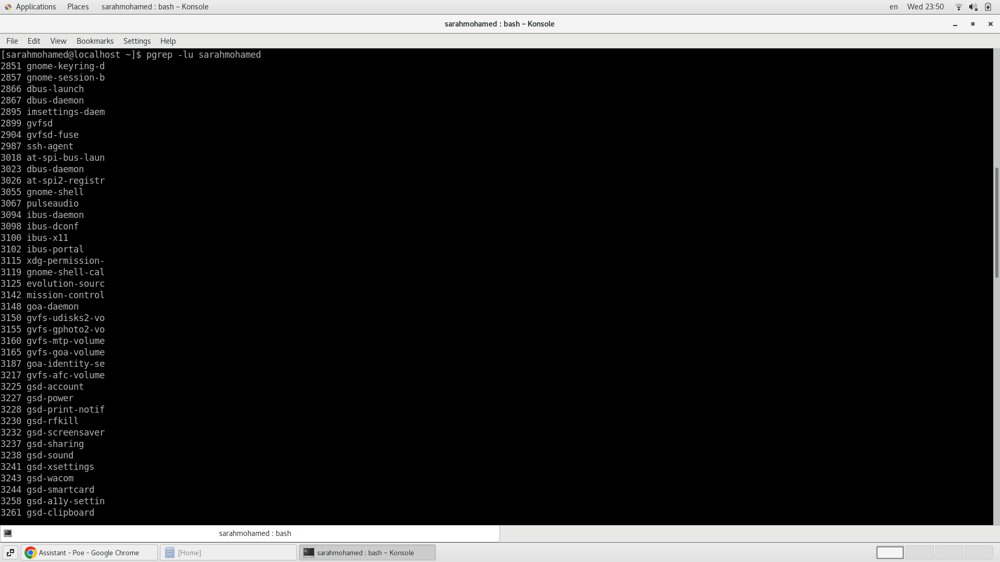 Applications Places sarahmohamed : bash – Konsole en Wed 23:50
sarahmohamed : bash – Konsole
File Edit View Bookmarks Settings Help
[sarahmohamed@localhost ~]$ pgrep -lu sarahmohamed
2851 gnome-keyring-d
2857 gnome-session-b
2866 dbus-launch
2867 dbus-daemon
2895 imsettings-daem
2899 gvfsd
2904 gvfsd-fuse
2987 ssh-agent
3018 at-spi-bus-laun
3023 dbus-daemon
3026 at-spi2-registr
3055 gnome-shell
3067 pulseaudio
3094 ibus-daemon
3098 ibus-dconf
3100 ibus-x11
3102 ibus-portal
3115 xdg-permission-
3119 gnome-shell-cal
3125 evolution-sourc
3142 mission-control
3148 goa-daemon
3150 gvfs-udisks2-vo
3155 gvfs-gphoto2-vo
3160 gvfs-mtp-volume
3165 gvfs-goa-volume
3187 goa-identity-se
3217 gvfs-afc-volume
3225 gsd-account
3227 gsd-power
3228 gsd-print-notif
3230 gsd-rfkill
3232 gsd-screensaver
3237 gsd-sharing
3238 gsd-sound
3241 gsd-xsettings
3243 gsd-wacom
3244 gsd-smartcard
3258 gsd-a11y-settin
3261 gsd-clipboard
sarahmohamed : bash
Assistant - Poe - Google Chrome [Home] sarahmohamed : bash – Konsole